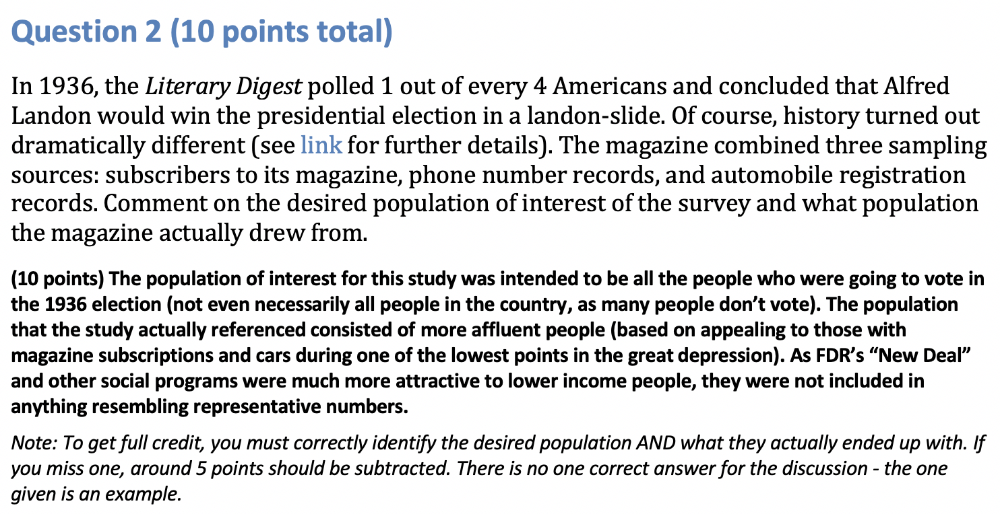 Question 2 (10 points total)
In 1936, the Literary Digest polled 1 out of every 4 Americans and concluded that Alfred
Landon would win the presidential election in a landon-slide. Of course, history turned out
dramatically different (see link for further details). The magazine combined three sampling
sources: subscribers to its magazine, phone number records, and automobile registration
records. Comment on the desired population of interest of the survey and what population
the magazine actually drew from.
(10 points) The population of interest for this study was intended to be all the people who were going to vote in
the 1936 election (not even necessarily all people in the country, as many people don’t vote). The population
that the study actually referenced consisted of more affluent people (based on appealing to those with
magazine subscriptions and cars during one of the lowest points in the great depression). As FDR’s “New Deal”
and other social programs were much more attractive to lower income people, they were not included in
anything resembling representative numbers.
Note: To get full credit, you must correctly identify the desired population AND what they actually ended up with. If
you miss one, around 5 points should be subtracted. There is no one correct answer for the discussion - the one
given is an example.